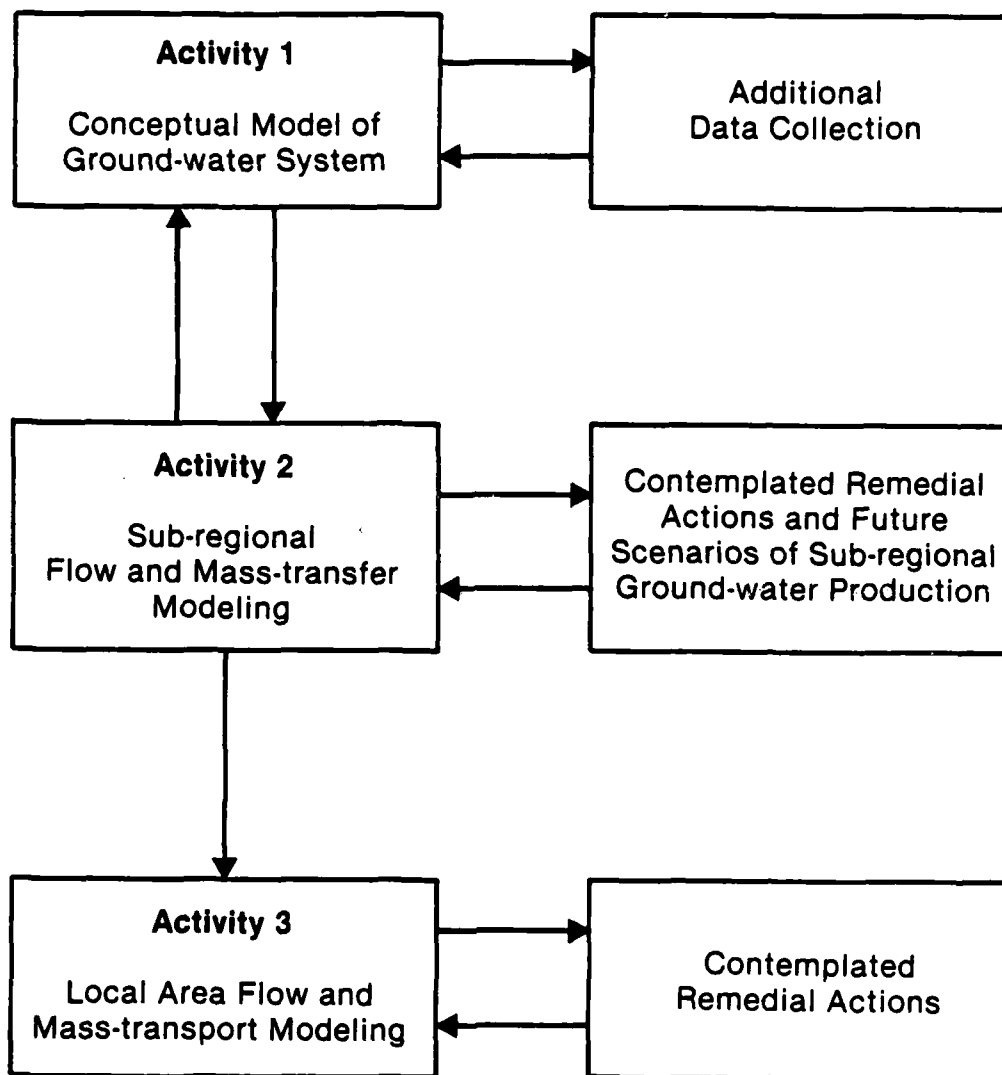 Activity 1
Conceptual Model of
Ground-water System
Additional
Data Collection
Activity 2
Sub-regional
Flow and Mass-transfer
Modeling
Contemplated Remedial
Actions and Future
Scenarios of Sub-regional
Ground-water Production
Activity 3
Local Area Flow and
Mass-transport Modeling
Contemplated
Remedial Actions